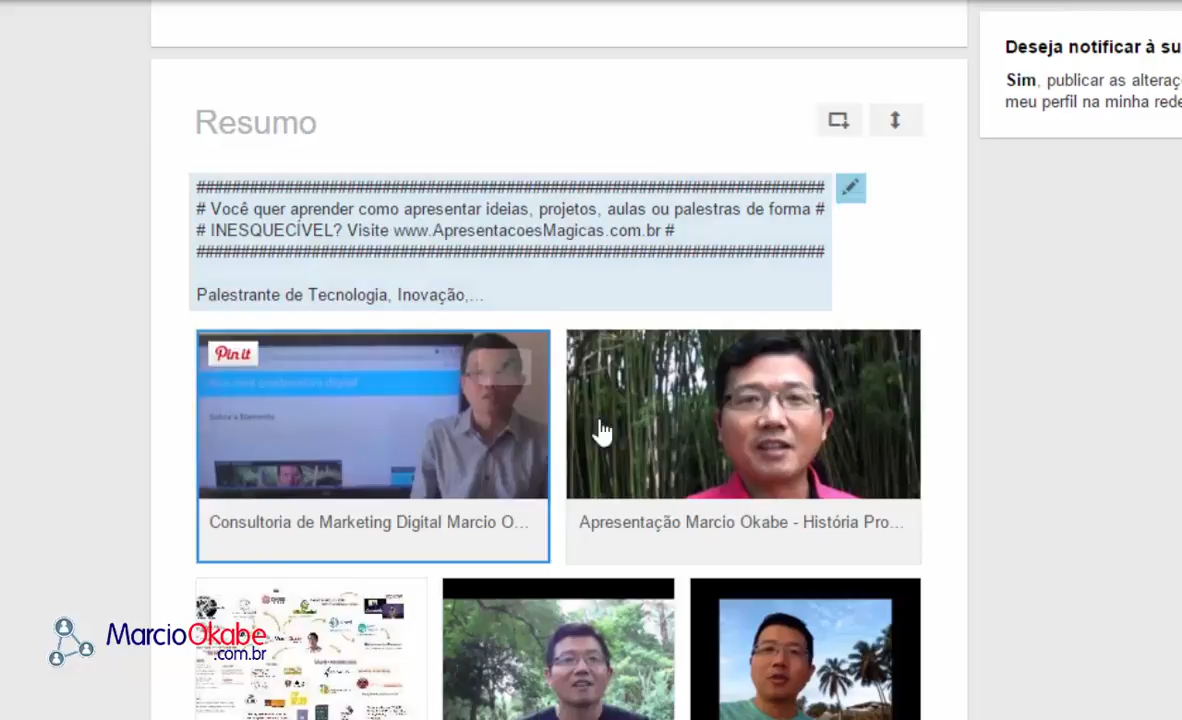 Deseja notificar à su
Sim, publicar as alteraç
meu perfil na minha rede
Resumo
######################################################################
# Você quer aprender como apresentar ideias, projetos, aulas ou palestras de forma #
# INESQUECÍVEL? Visite www.ApresentacoesMagicas.com.br #
######################################################################
Palestrante de Tecnologia, Inovação,...
Pin it
Consultoria de Marketing Digital Marcio O...
Apresentação Marcio Okabe - História Pro...
MarcioOkabe
.com.br